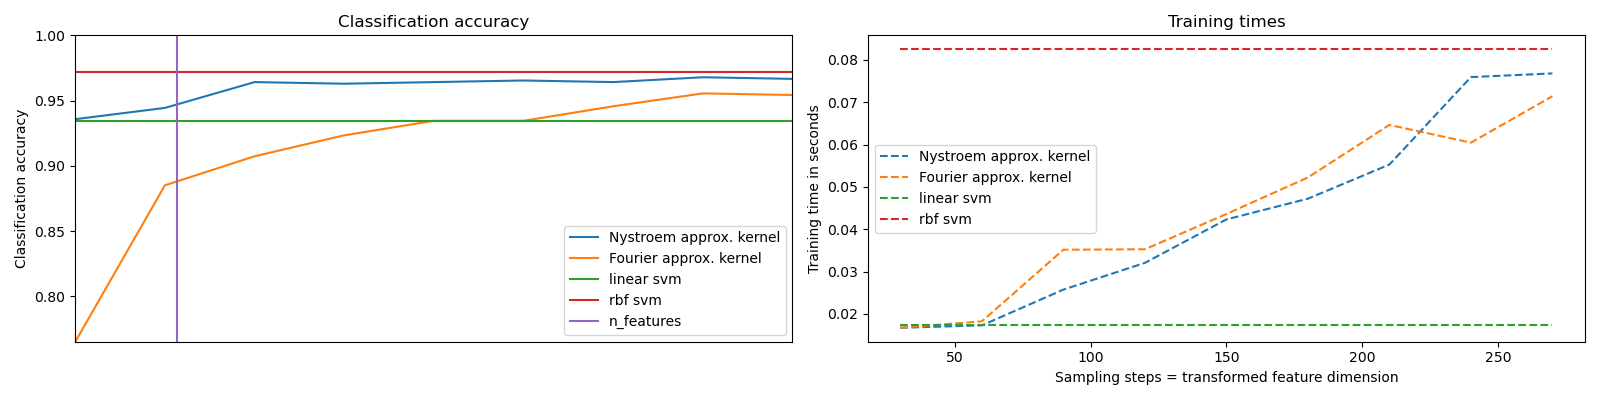 Classification accuracy
Classification accuracy
1.00
0.95
0.90
0.85
0.80
Nystroem approx. kernel
Fourier approx. kernel
linear svm
rbf svm
n_features
Training times
Training time in seconds
0.08
0.07
0.06
0.05
0.04
0.03
0.02
Nystroem approx. kernel
Fourier approx. kernel
linear svm
rbf svm
50 100 150 200 250
Sampling steps = transformed feature dimension